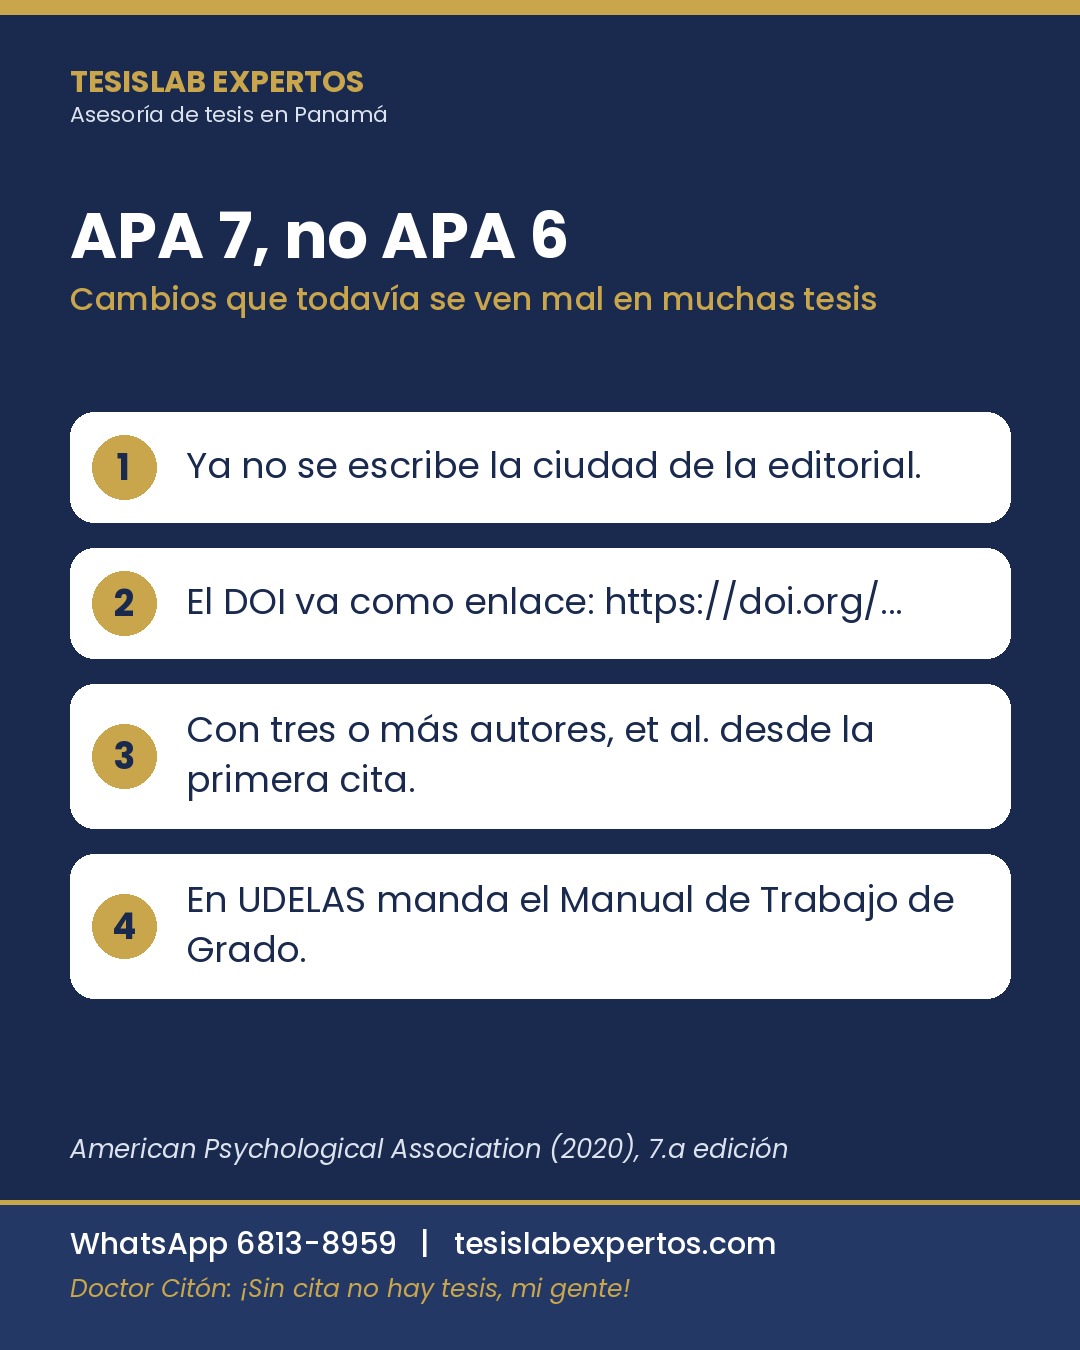 TESISLAB EXPERTOS
Asesoría de tesis en Panamá
APA 7, no APA 6
Cambios que todavía se ven mal en muchas tesis
1 Ya no se escribe la ciudad de la editorial.
2 El DOI va como enlace: https://doi.org/...
3 Con tres o más autores, et al. desde la
primera cita.
4 En UDELAS manda el Manual de Trabajo de
Grado.
American Psychological Association (2020), 7.a edición
WhatsApp 6813-8959 | tesislabexpertos.com
Doctor Citón: ¡Sin cita no hay tesis, mi gente!